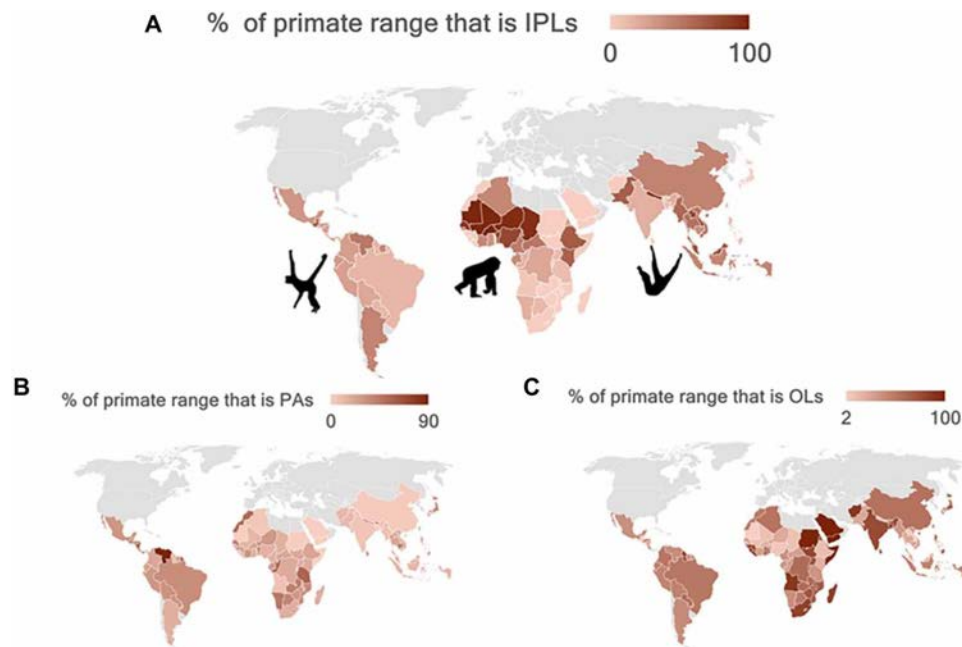 A % of primate range that is IPLs
0 100
B % of primate range that is PAs
0 90
C % of primate range that is OLs
2 100